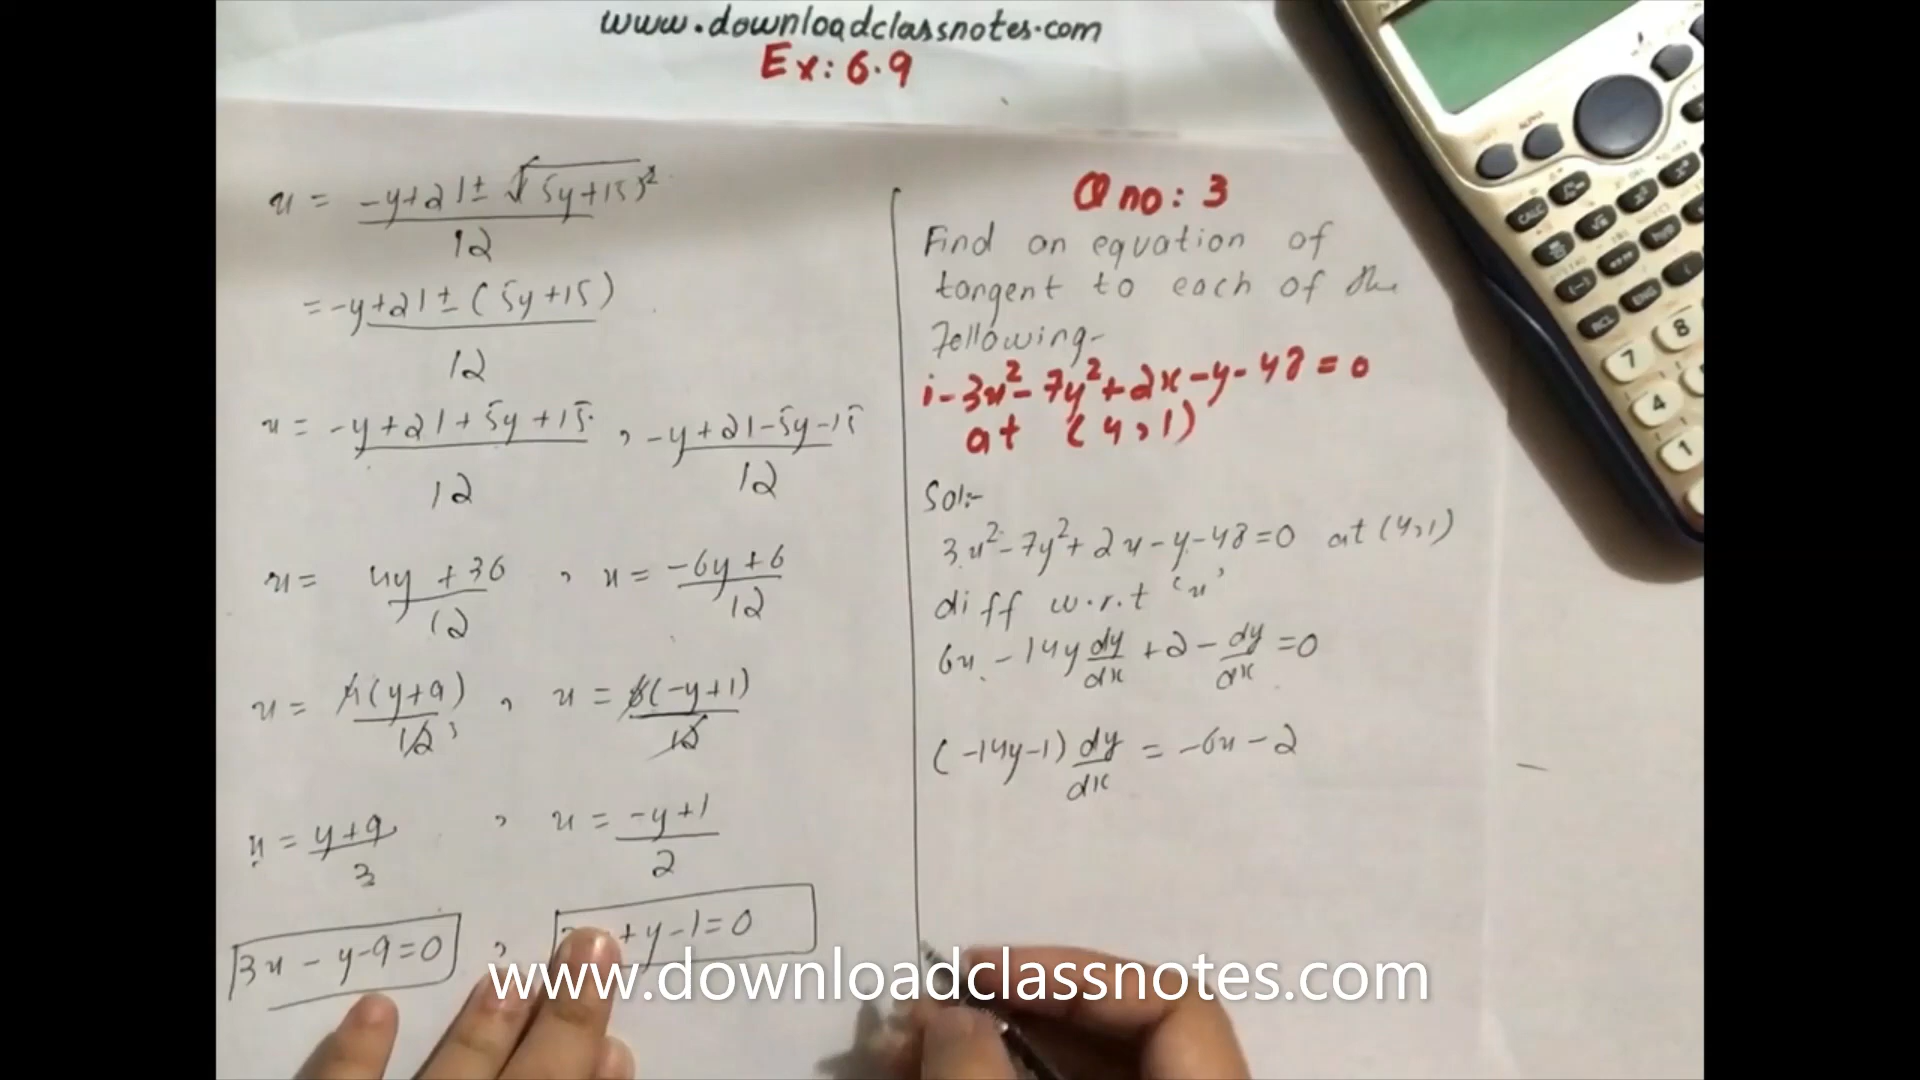 www.downloadclassnotes.com
Ex: 6.9
x = -y+21 ± √(5y+15)² / 12
= -y+21 ± (5y+15) / 12
x = -y+21+5y+15 / 12 , -y+21-5y-15 / 12
x = 4y+36 / 12 , x = -6y+6 / 12
x = 4(y+9) / 12 3 , x = 6(-y+1) / 12
x = y+9 / 3 , x = -y+1 / 2
3x - y - 9 = 0 , + y - 1 = 0
Q no: 3
Find an equation of
tangent to each of the
Following-
i- 3x² - 7y² + 2x - y - 48 = 0
at (4,1)
Sol:-
3x² - 7y² + 2x - y - 48 = 0 at (4,1)
diff w.r.t 'x'
6x - 14y dy/dx + 2 - dy/dx = 0
(-14y-1) dy/dx = -6x - 2
www.downloadclassnotes.com